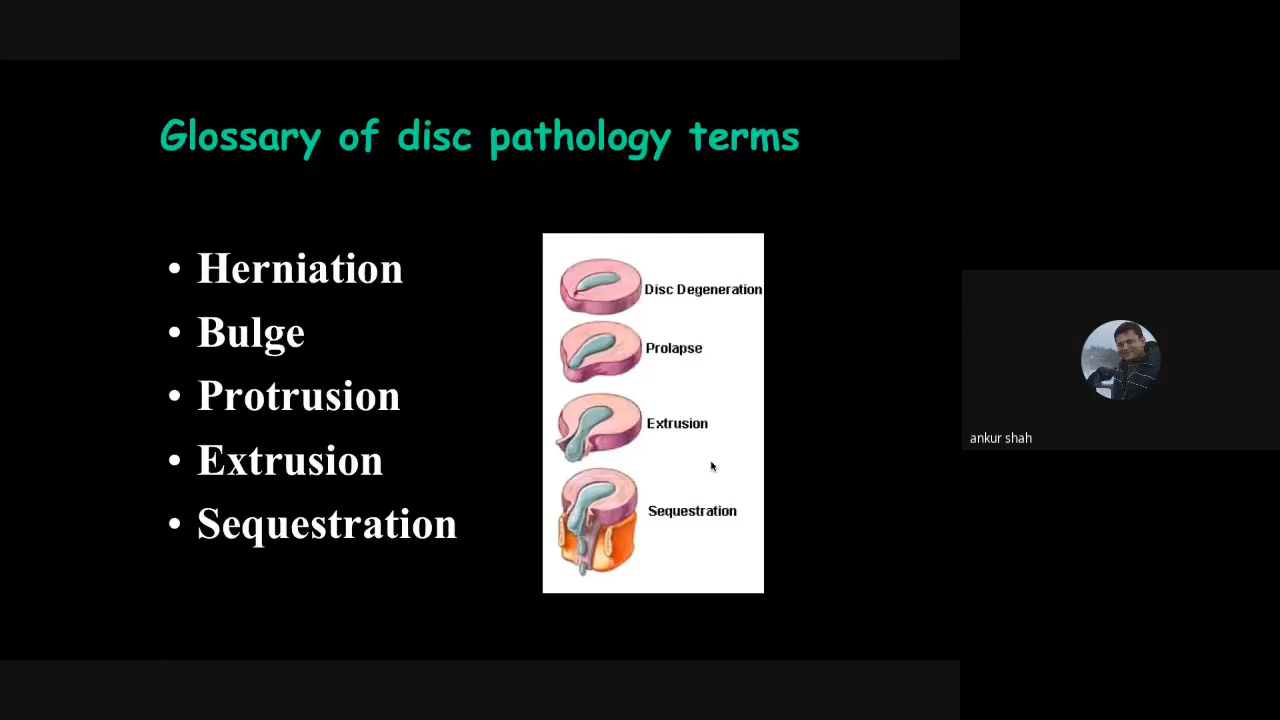 Glossary of disc pathology terms
• Herniation
• Bulge
• Protrusion
• Extrusion
• Sequestration
Disc Degeneration
Prolapse
Extrusion
Sequestration
ankur shah